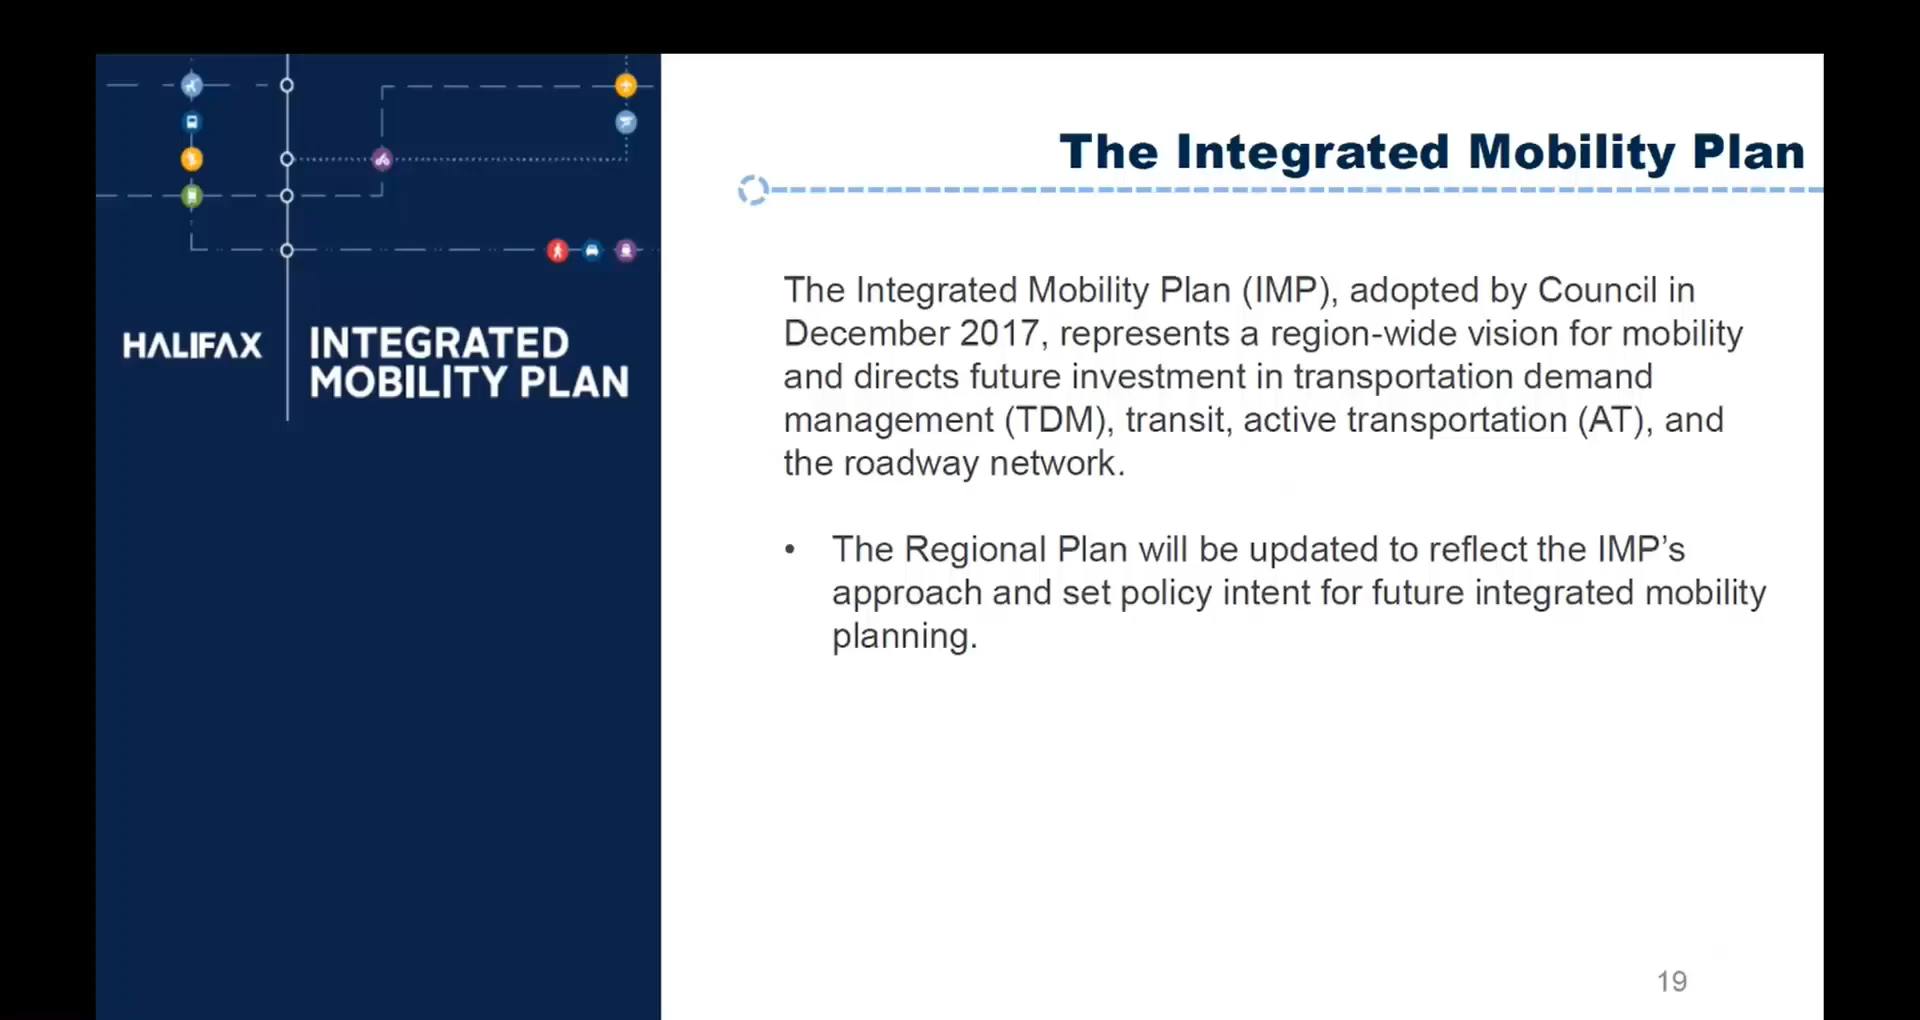 HALIFAX
INTEGRATED
MOBILITY PLAN
The Integrated Mobility Plan
The Integrated Mobility Plan (IMP), adopted by Council in
December 2017, represents a region-wide vision for mobility
and directs future investment in transportation demand
management (TDM), transit, active transportation (AT), and
the roadway network.
• The Regional Plan will be updated to reflect the IMP’s
approach and set policy intent for future integrated mobility
planning.
19